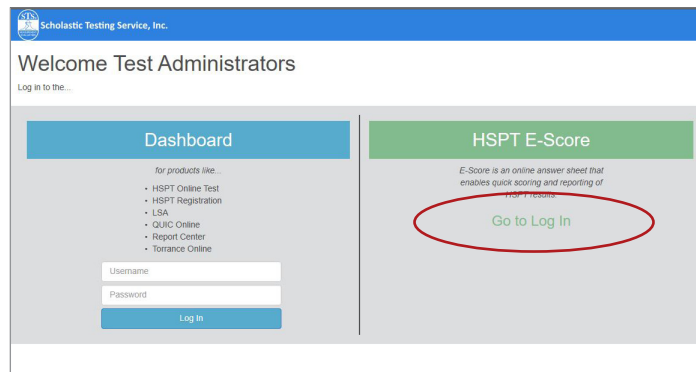 STS
Scholastic Testing Service, Inc.
Welcome Test Administrators
Log in to the...
Dashboard
for products like...
• HSPT Online Test
• HSPT Registration
• LSA
• QUIC Online
• Report Center
• Torrance Online
Username
Password
Log In
HSPT E-Score
E-Score is an online answer sheet that
enables quick scoring and reporting of
HSPT results.
Go to Log In